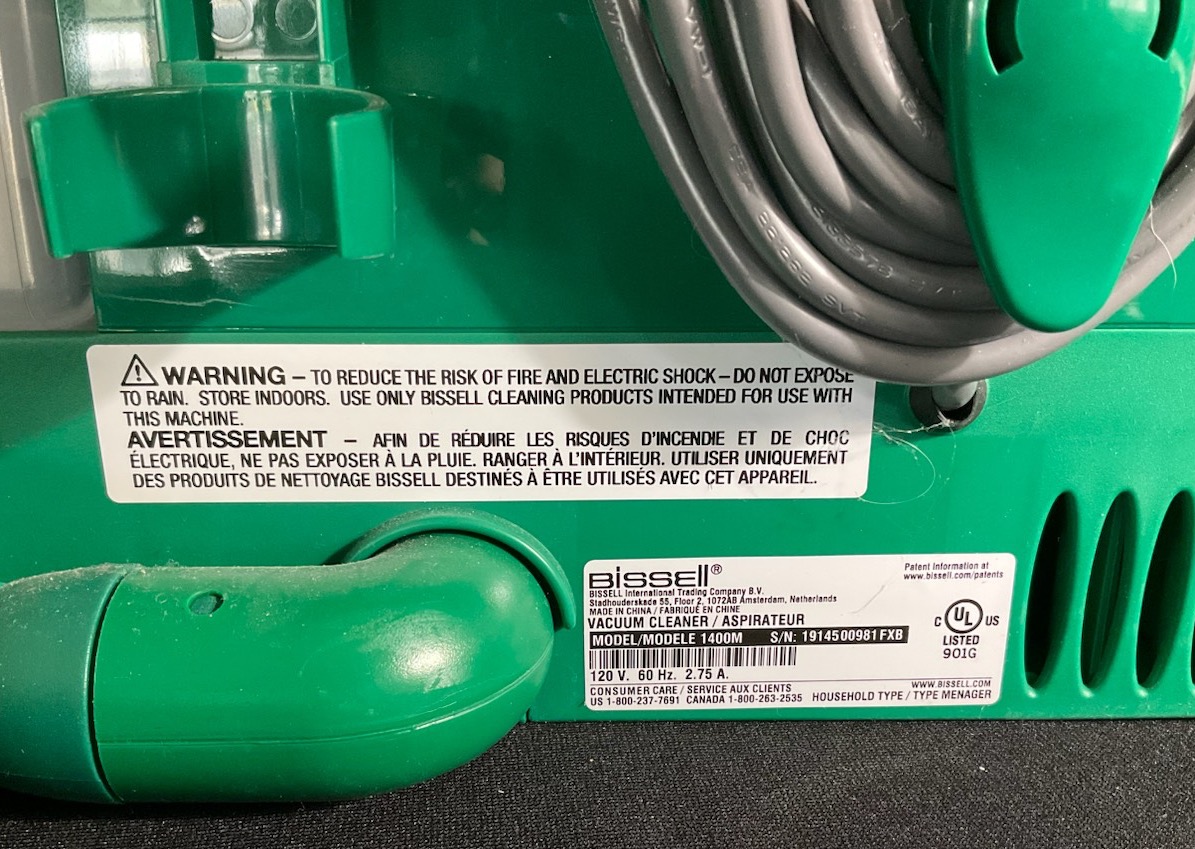 VW-1
WARNING – TO REDUCE THE RISK OF FIRE AND ELECTRIC SHOCK – DO NOT EXPOSE
TO RAIN. STORE INDOORS. USE ONLY BISSELL CLEANING PRODUCTS INTENDED FOR USE WITH
THIS MACHINE.
AVERTISSEMENT – AFIN DE RÉDUIRE LES RISQUES D'INCENDIE ET DE CHOC
ÉLECTRIQUE, NE PAS EXPOSER À LA PLUIE. RANGER À L'INTÉRIEUR. UTILISER UNIQUEMENT
DES PRODUITS DE NETTOYAGE BISSELL DESTINÉS À ÊTRE UTILISÉS AVEC CET APPAREIL.
BISSELL®
Patent Information at
www.bissell.com/patents
BISSELL International Trading Company B.V.
Stadhouderskade 55, Floor 2, 1072AB Amsterdam, Netherlands
MADE IN CHINA / FABRIQUÉ EN CHINE
VACUUM CLEANER / ASPIRATEUR
MODEL/MODELE 1400M S/N: 1914500981FXB
C UL US
LISTED
901G
120 V. 60 Hz. 2.75 A.
CONSUMER CARE / SERVICE AUX CLIENTS
US 1-800-237-7691 CANADA 1-800-263-2535
WWW.BISSELL.COM
HOUSEHOLD TYPE / TYPE MENAGER